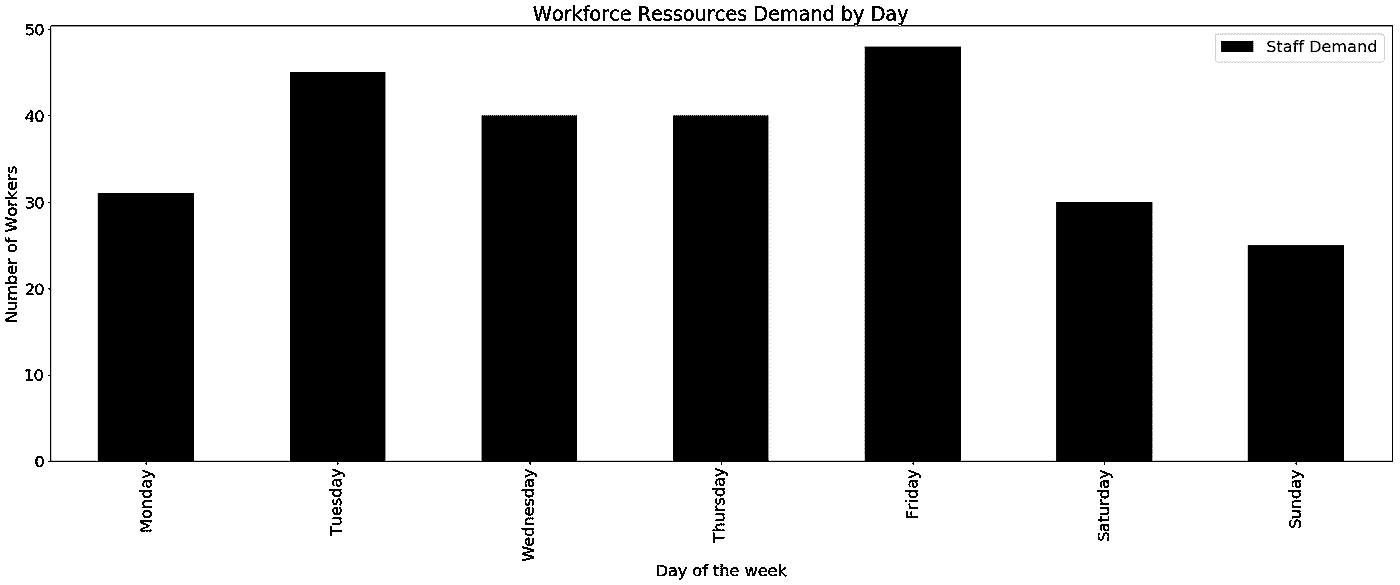 Workforce Ressources Demand by Day
Staff Demand
Number of Workers
50
40
30
20
10
0
Monday
Tuesday
Wednesday
Thursday
Friday
Saturday
Sunday
Day of the week